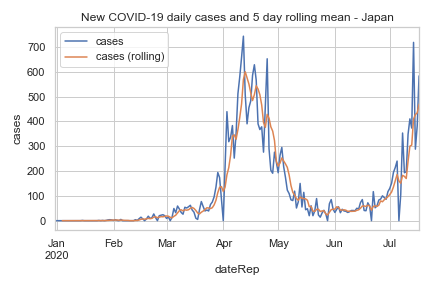 New COVID-19 daily cases and 5 day rolling mean - Japan
cases
cases (rolling)
700
600
500
400
300
200
100
0
cases
Jan Feb Mar Apr May Jun Jul
2020
dateRep